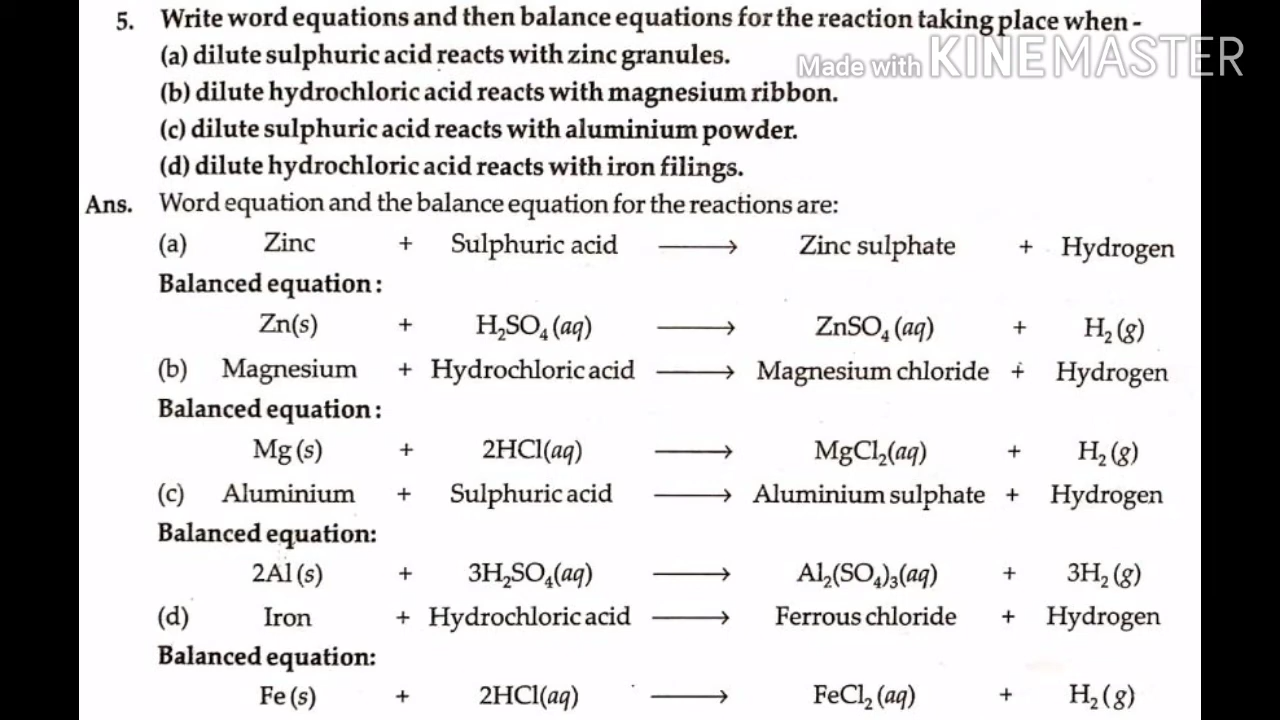 5. Write word equations and then balance equations for the reaction taking place when -
Made with KINEMASTER
(a) dilute sulphuric acid reacts with zinc granules.
(b) dilute hydrochloric acid reacts with magnesium ribbon.
(c) dilute sulphuric acid reacts with aluminium powder.
(d) dilute hydrochloric acid reacts with iron filings.
Ans. Word equation and the balance equation for the reactions are:
(a) Zinc + Sulphuric acid ⟶ Zinc sulphate + Hydrogen
Balanced equation:
Zn(s) + H₂SO₄(aq) ⟶ ZnSO₄(aq) + H₂(g)
(b) Magnesium + Hydrochloric acid ⟶ Magnesium chloride + Hydrogen
Balanced equation:
Mg(s) + 2HCl(aq) ⟶ MgCl₂(aq) + H₂(g)
(c) Aluminium + Sulphuric acid ⟶ Aluminium sulphate + Hydrogen
Balanced equation:
2Al(s) + 3H₂SO₄(aq) ⟶ Al₂(SO₄)₃(aq) + 3H₂(g)
(d) Iron + Hydrochloric acid ⟶ Ferrous chloride + Hydrogen
Balanced equation:
Fe(s) + 2HCl(aq) ⟶ FeCl₂(aq) + H₂(g)